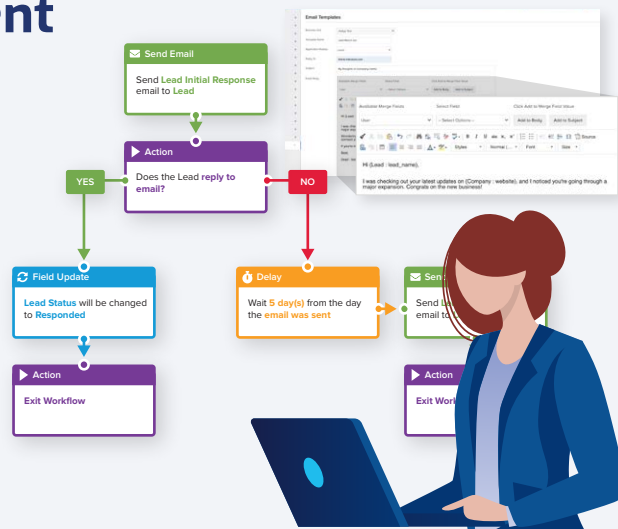 nt
Send Email
Send Lead Initial Response
email to Lead
Action
Does the Lead reply to
email?
YES
NO
Field Update
Lead Status will be changed
to Responded
Action
Exit Workflow
Delay
Wait 5 day(s) from the day
the email was sent
Send
email to
Action
Exit
Email Templates
Available Merge Fields
Select Field
Click Add to Merge Field Value
User
- Select Options -
Add to Body
Add to Subject
Source
Styles
Normal (...
Font
Size
Hi {Lead : lead_name},
I was checking out your latest updates on {Company : website}, and I noticed you're going through a
major expansion. Congrats on the new business!